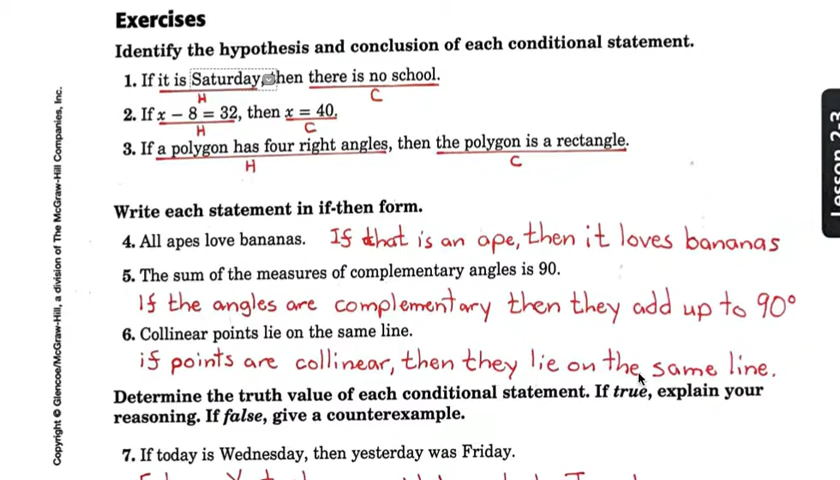 Exercises
Identify the hypothesis and conclusion of each conditional statement.
1. If it is Saturday, then there is no school.
H C
2. If x − 8 = 32, then x = 40.
H C
3. If a polygon has four right angles, then the polygon is a rectangle.
H C
Write each statement in if-then form.
4. All apes love bananas. If that is an ape, then it loves bananas
5. The sum of the measures of complementary angles is 90.
If the angles are complementary then they add up to 90°
6. Collinear points lie on the same line.
if points are collinear, then they lie on the same line.
Determine the truth value of each conditional statement. If true, explain your
reasoning. If false, give a counterexample.
7. If today is Wednesday, then yesterday was Friday.
Copyright © Glencoe/McGraw-Hill, a division of The McGraw-Hill Companies, Inc.
Lesson 2-3